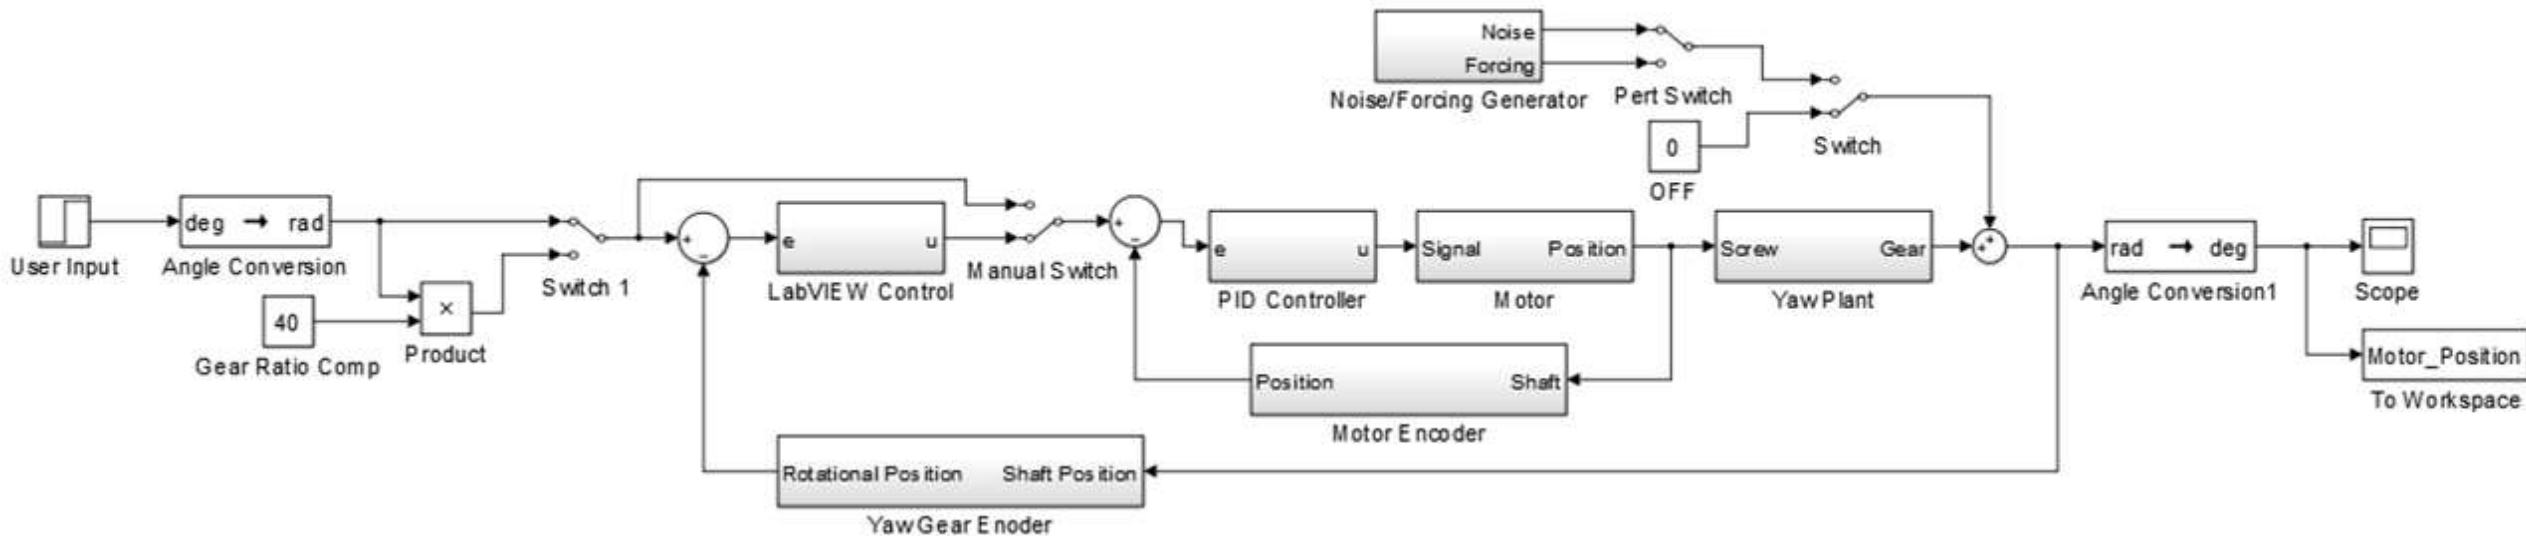 Noise
Forcing
Noise/Forcing Generator
Pert Switch
0
OFF
Switch
User Input
deg → rad
Angle Conversion
40
Gear Ratio Comp
×
Product
Switch 1
+
−
e u
LabVIEW Control
Manual Switch
+
−
e u
PID Controller
Signal Position
Motor
Screw Gear
Yaw Plant
+
+
rad → deg
Angle Conversion1
Scope
Motor_Position
To Workspace
Position Shaft
Motor Encoder
Rotational Position Shaft Position
Yaw Gear Enoder